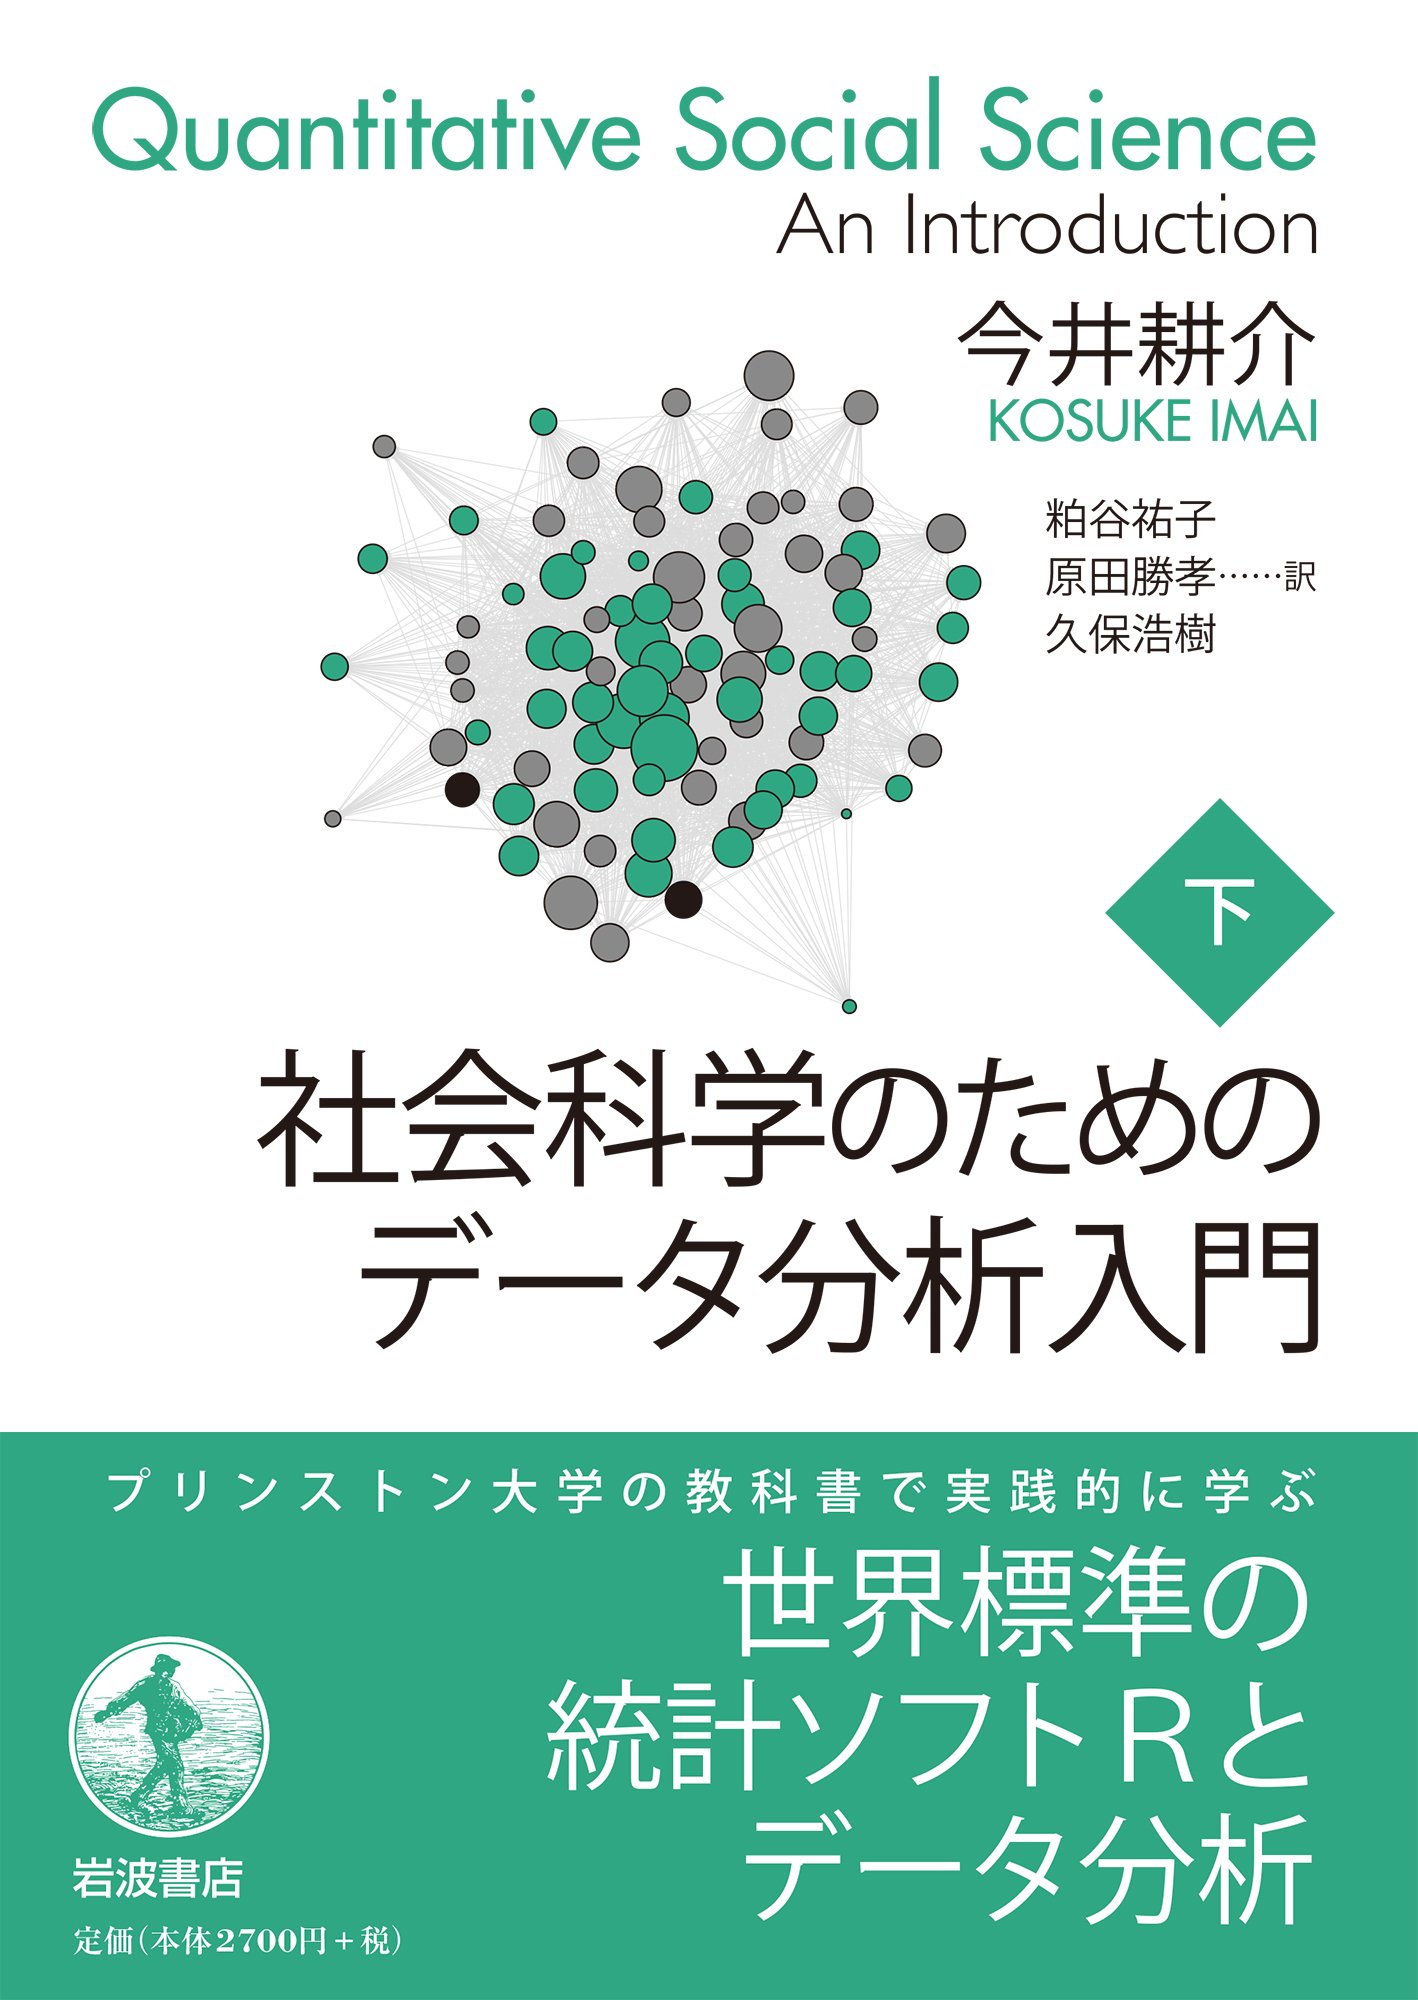 Quantitative Social Science
An Introduction
今井耕介
KOSUKE IMAI
粕谷祐子
原田勝孝……訳
久保浩樹
下
社会科学のための
データ分析入門
プリンストン大学の教科書で実践的に学ぶ
世界標準の
統計ソフトRと
データ分析
岩波書店
定価(本体2700円+税)